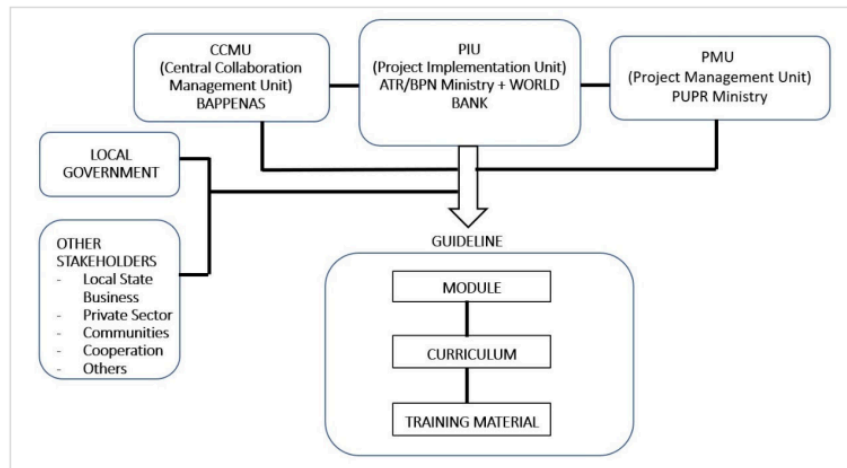 CCMU
(Central Collaboration
Management Unit)
BAPPENAS
PIU
(Project Implementation Unit)
ATR/BPN Ministry + WORLD
BANK
PMU
(Project Management Unit)
PUPR Ministry
LOCAL
GOVERNMENT
OTHER
STAKEHOLDERS
- Local State
Business
- Private Sector
- Communities
- Cooperation
- Others
GUIDELINE
MODULE
CURRICULUM
TRAINING MATERIAL